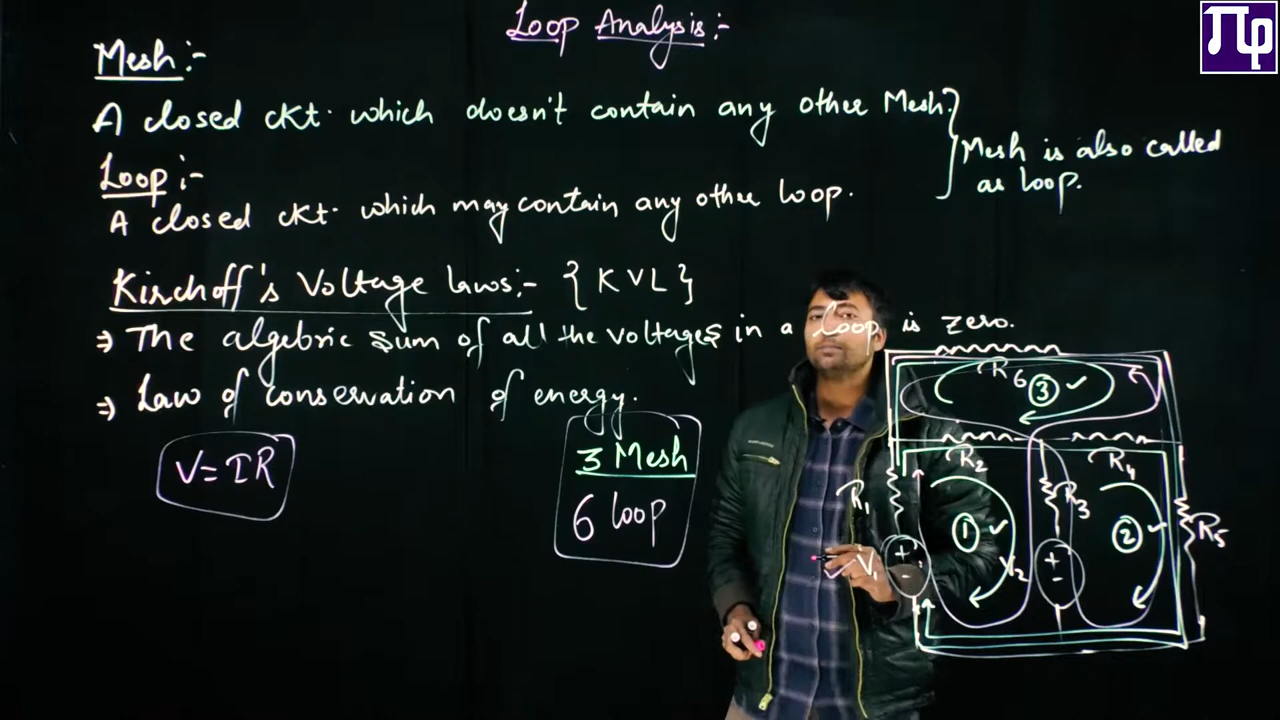 Loop Analysis:-
Mesh:-
A closed ckt. which doesn't contain any other Mesh.
Loop:-
A closed ckt. which may contain any other loop.
Mesh is also called
as loop.
Kirchoff's Voltage laws:- {KVL}
⇒ The algebric sum of all the voltages in a loop is zero.
⇒ Law of conservation of energy.
V=IR
3 Mesh
6 loop
R6
3 ✓
R2
R4
R1
R3
R5
1 ✓
2 ✓
V1
+
-
V2
+
-
πφ